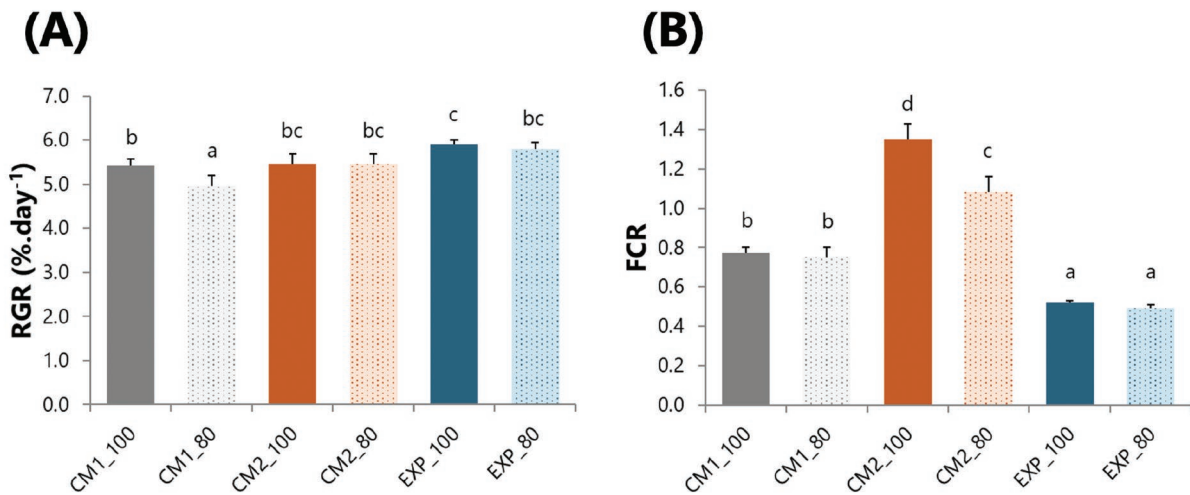 (A)
RGR (%.day-1)
7.0
6.0
5.0
4.0
3.0
2.0
1.0
0.0
b
a
bc
bc
c
bc
CM1_100
CM1_80
CM2_100
CM2_80
EXP_100
EXP_80
(B)
FCR
1.6
1.4
1.2
1.0
0.8
0.6
0.4
0.2
0.0
b
b
d
c
a
a
CM1_100
CM1_80
CM2_100
CM2_80
EXP_100
EXP_80